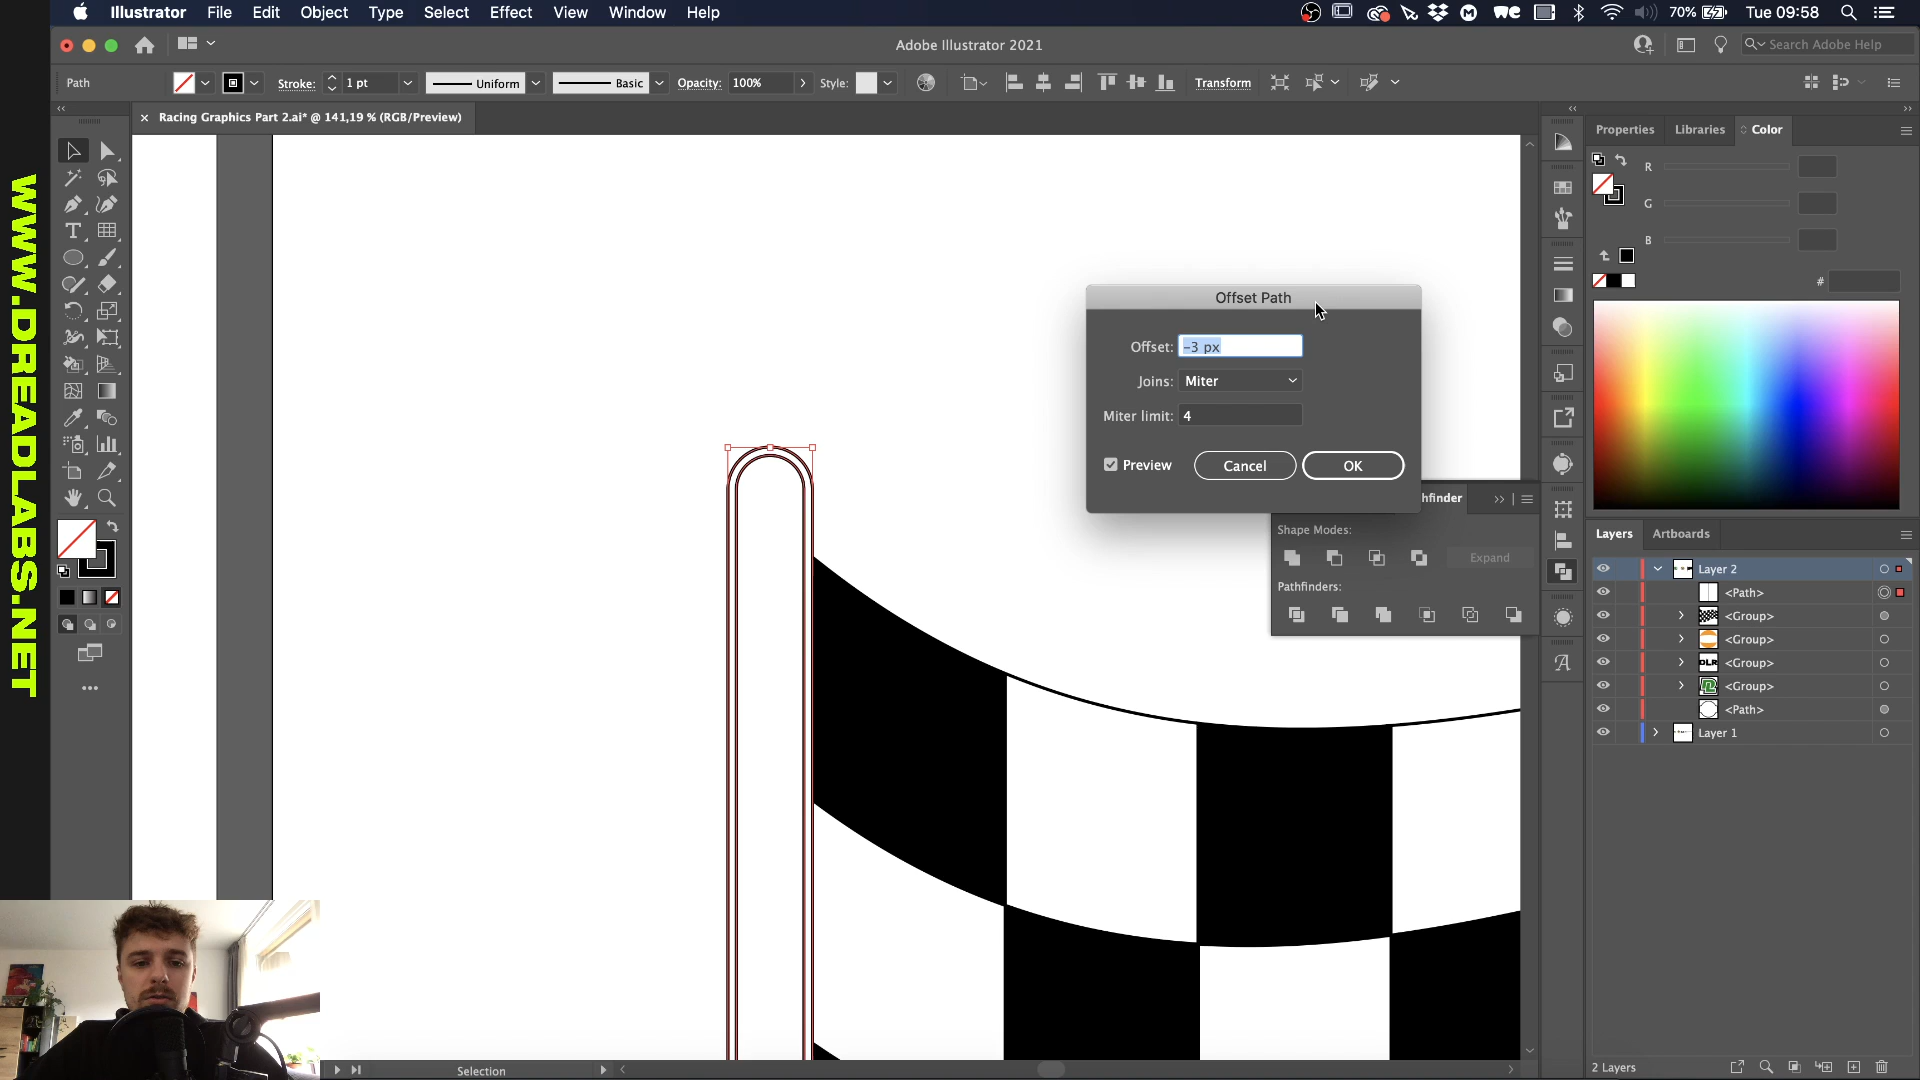 Illustrator File Edit Object Type Select Effect View Window Help
70% Tue 09:58
Adobe Illustrator 2021
Search Adobe Help
Path
Stroke: 1 pt Uniform Basic Opacity: 100% Style: Transform
× Racing Graphics Part 2.ai* @ 141,19 % (RGB/Preview)
Properties Libraries Color
R
G
B
#
WWW.DREADLABS.NET
Offset Path
Offset: -3 px
Joins: Miter
Miter limit: 4
Preview Cancel OK
hfinder
Shape Modes:
Expand
Pathfinders:
Layers Artboards
Layer 2
<Path>
<Group>
<Group>
DLR <Group>
<Group>
<Path>
Layer 1
2 Layers
Selection